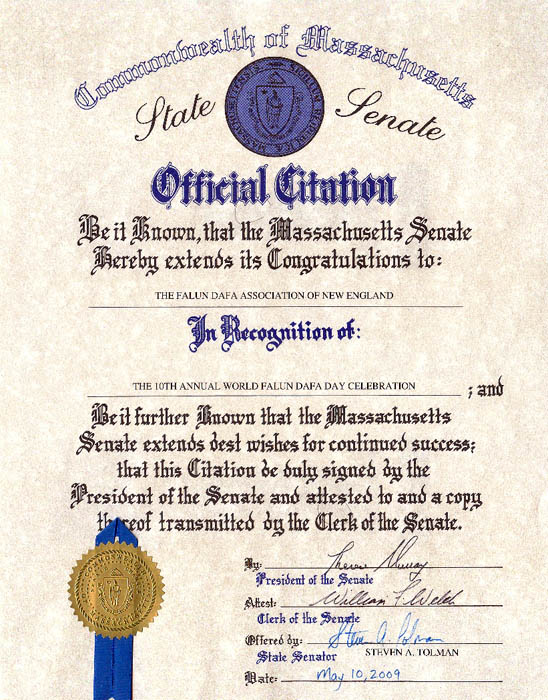 Commonwealth of Massachusetts
State Senate
Official Citation
Be it Known, that the Massachusetts Senate
Hereby extends its Congratulations to:
THE FALUN DAFA ASSOCIATION OF NEW ENGLAND
In Recognition of:
THE 10TH ANNUAL WORLD FALUN DAFA DAY CELEBRATION ; and
Be it further Known that the Massachusetts
Senate extends best wishes for continued success;
that this Citation be duly signed by the
President of the Senate and attested to and a copy
thereof transmitted by the Clerk of the Senate.
By: Therese Murray
President of the Senate
Attest: William F. Welch
Clerk of the Senate
Offered by: Steven A. Tolman
State Senator STEVEN A. TOLMAN
Date: May 10, 2009